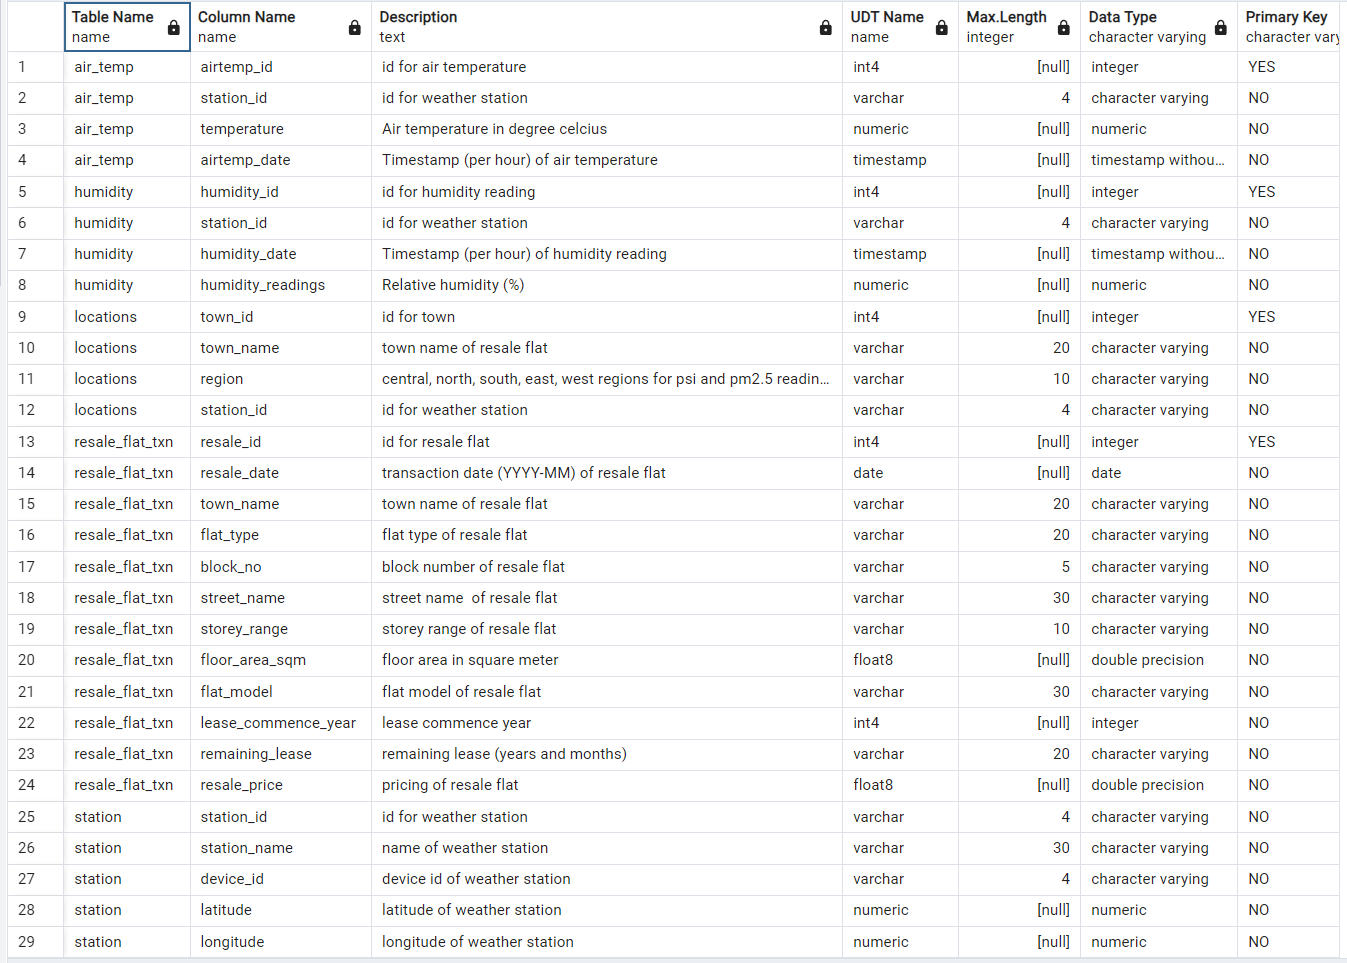 Table Name Column Name Description UDT Name Max.Length Data Type Primary Key
name name text name integer character varying character vary
1 air_temp airtemp_id id for air temperature int4 [null] integer YES
2 air_temp station_id id for weather station varchar 4 character varying NO
3 air_temp temperature Air temperature in degree celcius numeric [null] numeric NO
4 air_temp airtemp_date Timestamp (per hour) of air temperature timestamp [null] timestamp withou... NO
5 humidity humidity_id id for humidity reading int4 [null] integer YES
6 humidity station_id id for weather station varchar 4 character varying NO
7 humidity humidity_date Timestamp (per hour) of humidity reading timestamp [null] timestamp withou... NO
8 humidity humidity_readings Relative humidity (%) numeric [null] numeric NO
9 locations town_id id for town int4 [null] integer YES
10 locations town_name town name of resale flat varchar 20 character varying NO
11 locations region central, north, south, east, west regions for psi and pm2.5 readin... varchar 10 character varying NO
12 locations station_id id for weather station varchar 4 character varying NO
13 resale_flat_txn resale_id id for resale flat int4 [null] integer YES
14 resale_flat_txn resale_date transaction date (YYYY-MM) of resale flat date [null] date NO
15 resale_flat_txn town_name town name of resale flat varchar 20 character varying NO
16 resale_flat_txn flat_type flat type of resale flat varchar 20 character varying NO
17 resale_flat_txn block_no block number of resale flat varchar 5 character varying NO
18 resale_flat_txn street_name street name  of resale flat varchar 30 character varying NO
19 resale_flat_txn storey_range storey range of resale flat varchar 10 character varying NO
20 resale_flat_txn floor_area_sqm floor area in square meter float8 [null] double precision NO
21 resale_flat_txn flat_model flat model of resale flat varchar 30 character varying NO
22 resale_flat_txn lease_commence_year lease commence year int4 [null] integer NO
23 resale_flat_txn remaining_lease remaining lease (years and months) varchar 20 character varying NO
24 resale_flat_txn resale_price pricing of resale flat float8 [null] double precision NO
25 station station_id id for weather station varchar 4 character varying NO
26 station station_name name of weather station varchar 30 character varying NO
27 station device_id device id of weather station varchar 4 character varying NO
28 station latitude latitude of weather station numeric [null] numeric NO
29 station longitude longitude of weather station numeric [null] numeric NO